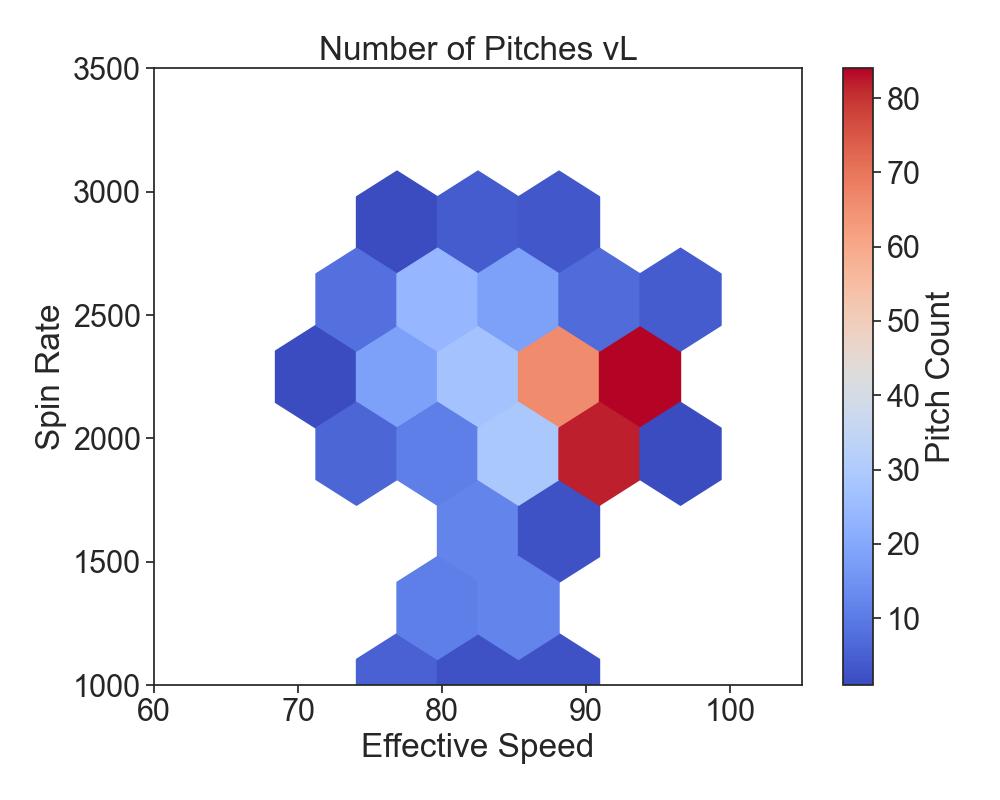 Number of Pitches vL
3500
3000
2500
2000
1500
1000
Spin Rate
60 70 80 90 100
Effective Speed
80
70
60
50
40
30
20
10
Pitch Count